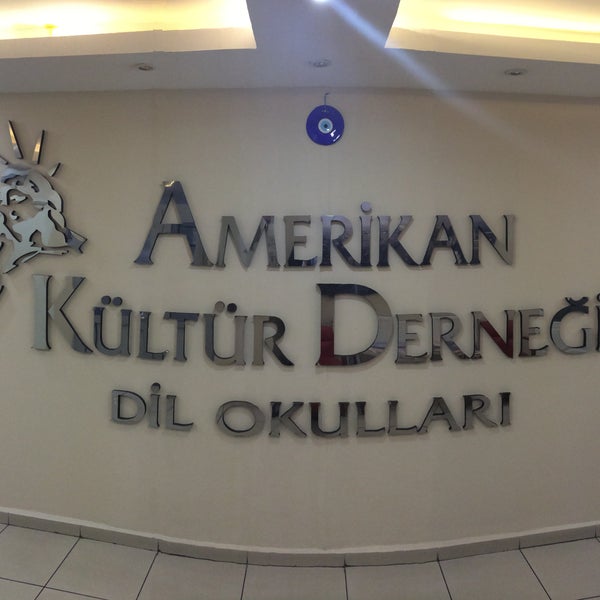 AMERİKAN
KÜLTÜR DERNEĞİ
DİL OKULLARI